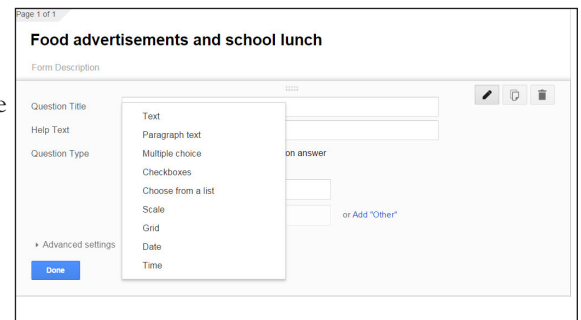 Page 1 of 1
Food advertisements and school lunch
Form Description
Question Title
Help Text
Question Type
Text
Paragraph text
Multiple choice
on answer
Checkboxes
Choose from a list
Scale
or Add "Other"
Grid
Advanced settings
Date
Time
Done